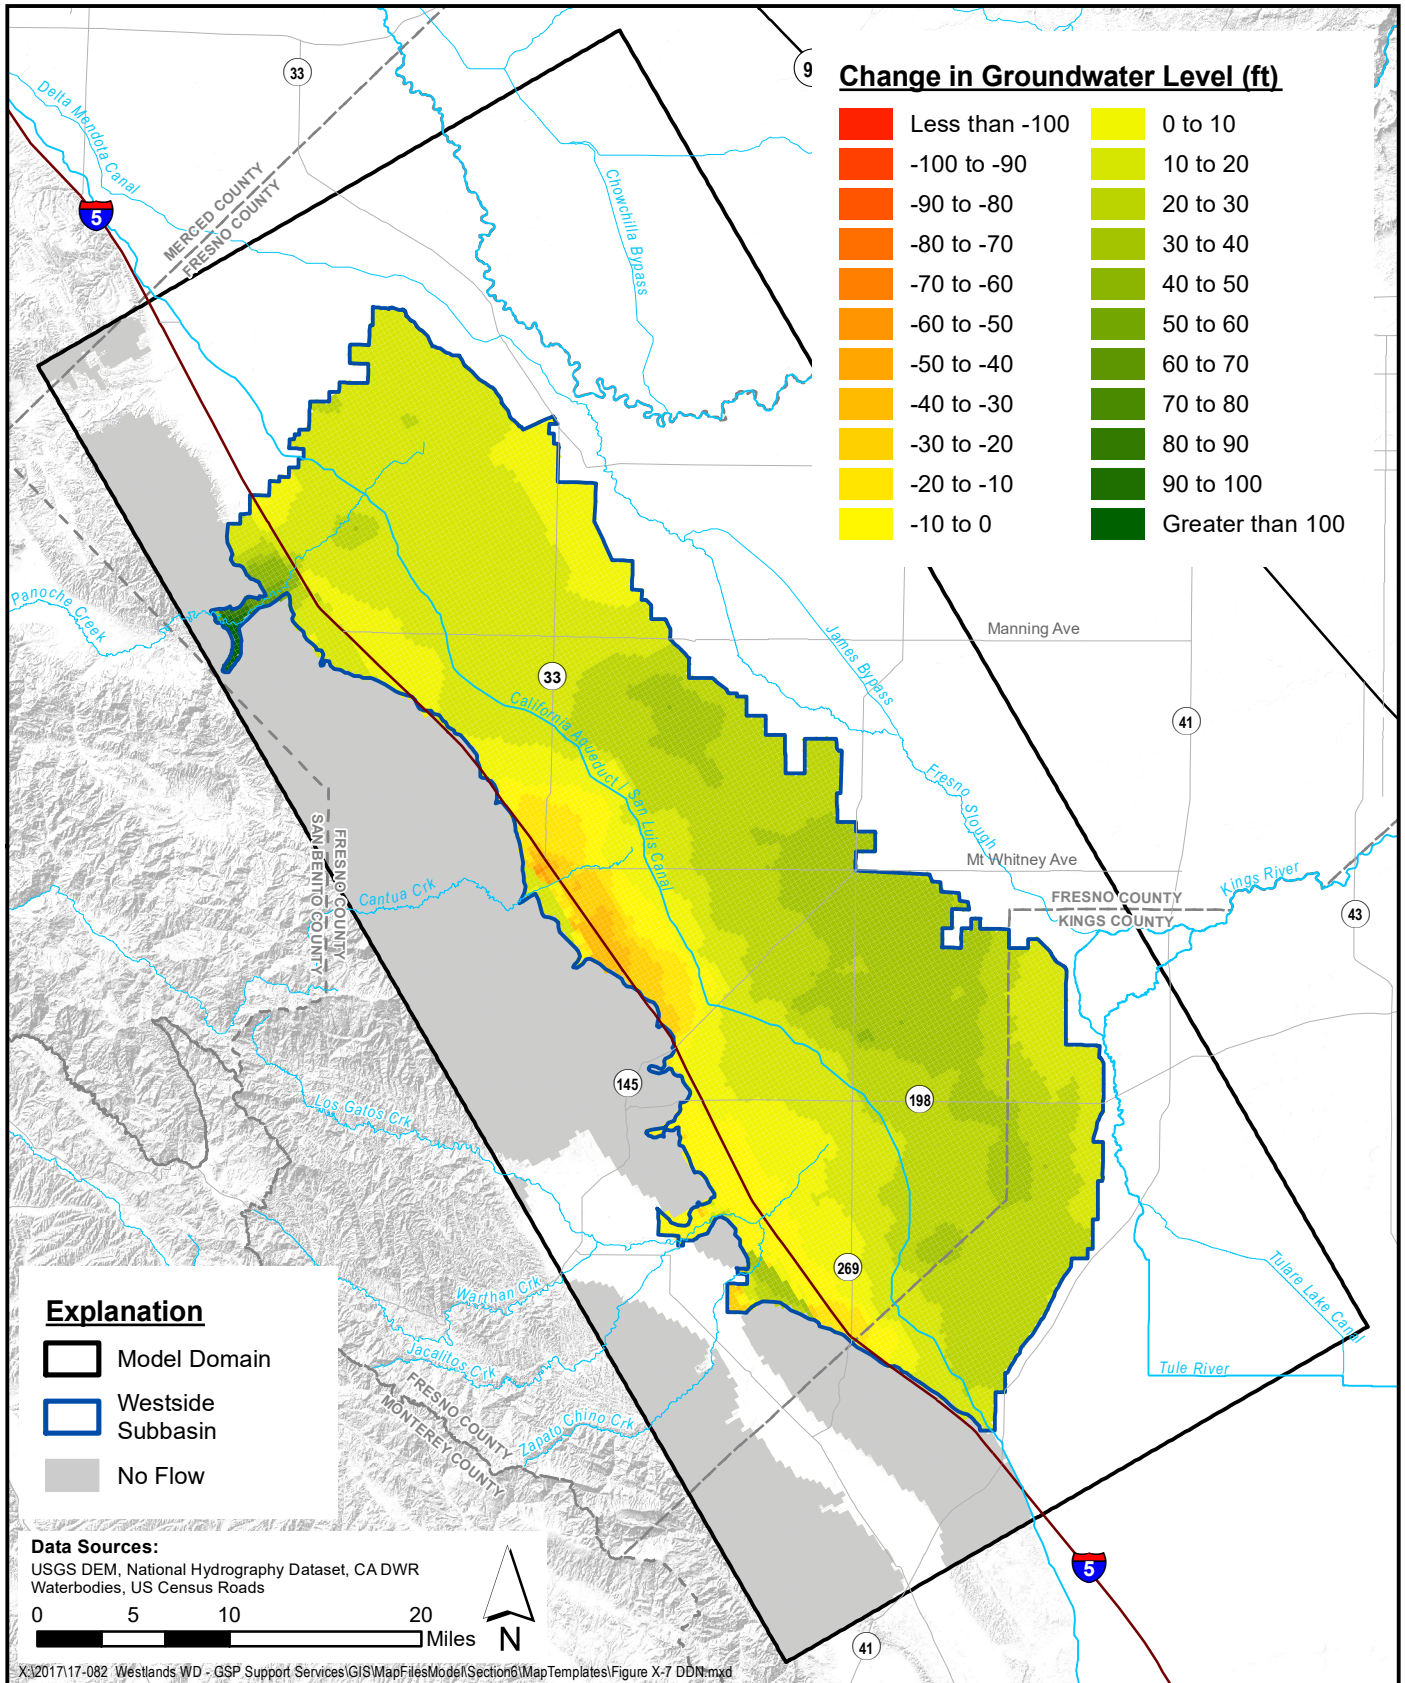 Change in Groundwater Level (ft)
Less than -100
-100 to -90
-90 to -80
-80 to -70
-70 to -60
-60 to -50
-50 to -40
-40 to -30
-30 to -20
-20 to -10
-10 to 0
0 to 10
10 to 20
20 to 30
30 to 40
40 to 50
50 to 60
60 to 70
70 to 80
80 to 90
90 to 100
Greater than 100
33
9
Delta Mendota Canal
5
MERCED COUNTY
FRESNO COUNTY
Chowchilla Bypass
Panoche Creek
James Bypass
Manning Ave
33
41
California Aqueduct / San Luis Canal
Fresno Slough
SAN BENITO COUNTY
FRESNO COUNTY
Mt Whitney Ave
Cantua Crk
FRESNO COUNTY
KINGS COUNTY
Kings River
43
145
198
Los Gatos Crk
269
Warthan Crk
Jacalitos Crk
Tulare Lake Canal
Tule River
FRESNO COUNTY
MONTEREY COUNTY
Zapato Chino Crk
5
41
Explanation
Model Domain
Westside
Subbasin
No Flow
Data Sources:
USGS DEM, National Hydrography Dataset, CA DWR
Waterbodies, US Census Roads
0 5 10 20
Miles
N
X:\2017\17-082 Westlands WD - GSP Support Services\GIS\MapFilesModel\Section6\MapTemplates\Figure X-7 DDN.mxd